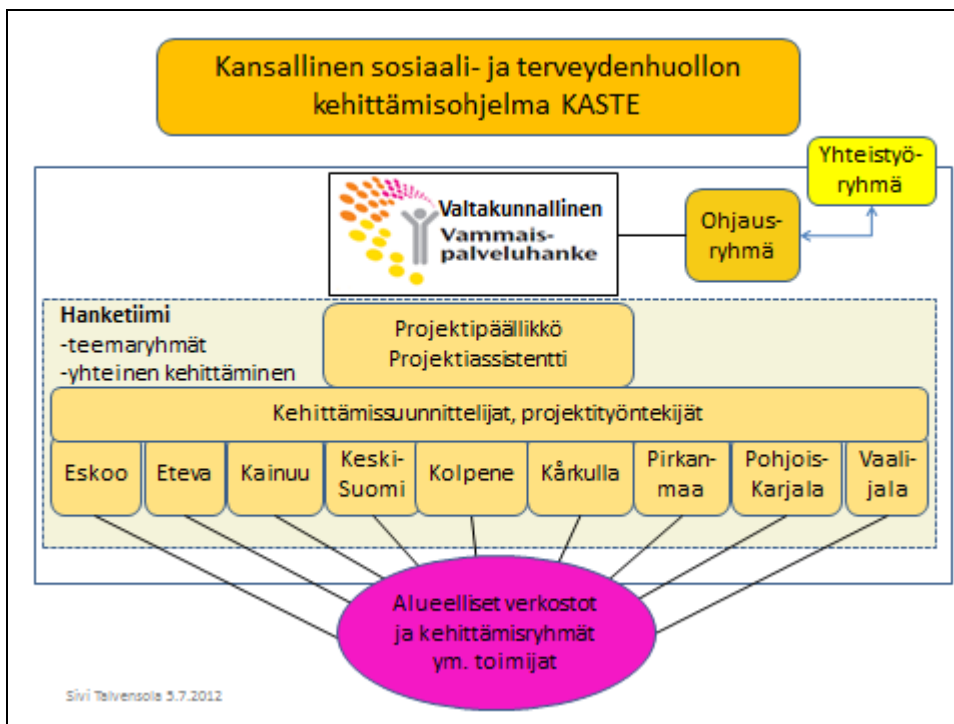 Kansallinen sosiaali- ja terveydenhuollon
kehittämisohjelma KASTE
Yhteistyö-
ryhmä
Valtakunnallinen
Vammais-
palveluhanke
Ohjaus-
ryhmä
Hanketiimi
-teemaryhmät
-yhteinen kehittäminen
Projektipäällikkö
Projektiassistentti
Kehittämissuunnittelijat, projektityöntekijät
Eskoo
Eteva
Kainuu
Keski-
Suomi
Kolpene
Kårkulla
Pirkan-
maa
Pohjois-
Karjala
Vaali-
jala
Alueelliset verkostot
ja kehittämisryhmät
ym. toimijat
Sivi Talvensola 5.7.2012